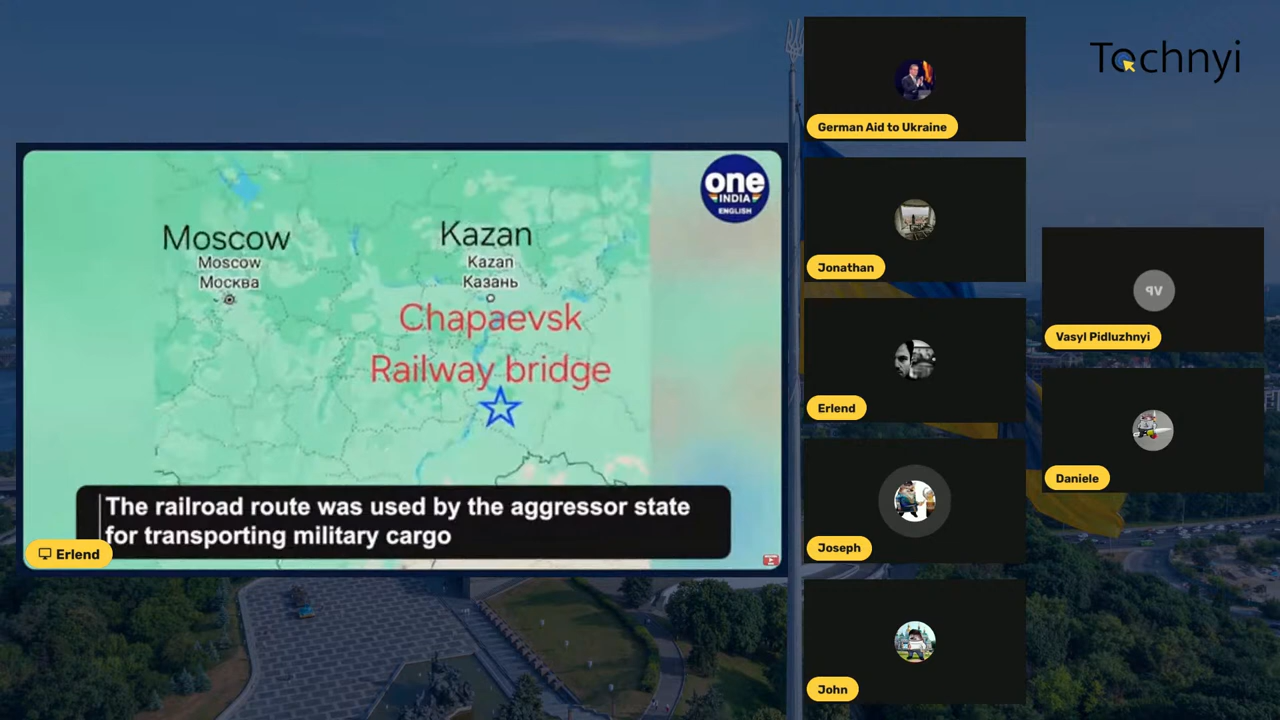 Technyi
one
INDIA
ENGLISH
Moscow
Moscow
Москва
Kazan
Kazan
Казань
Chapaevsk
Railway bridge
The railroad route was used by the aggressor state
for transporting military cargo
Erlend
German Aid to Ukraine
Jonathan
Erlend
Joseph
John
VP
Vasyl Pidluzhnyi
Daniele